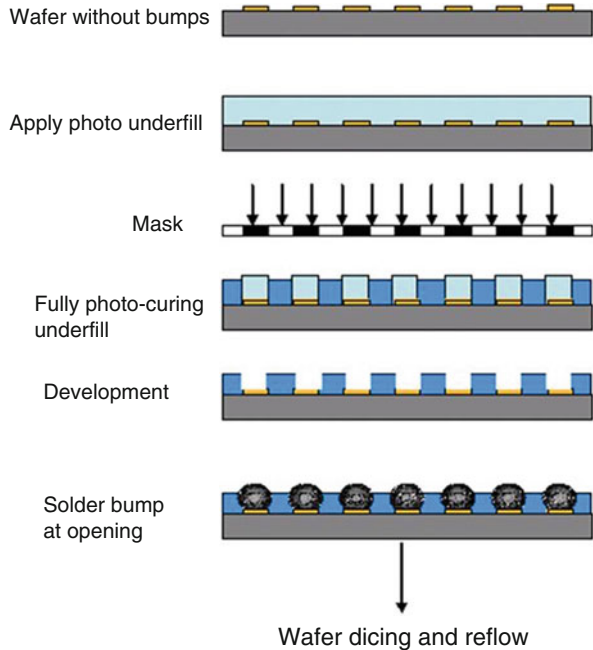 Wafer without bumps
Apply photo underfill
Mask
Fully photo-curing
underfill
Development
Solder bump
at opening
Wafer dicing and reflow